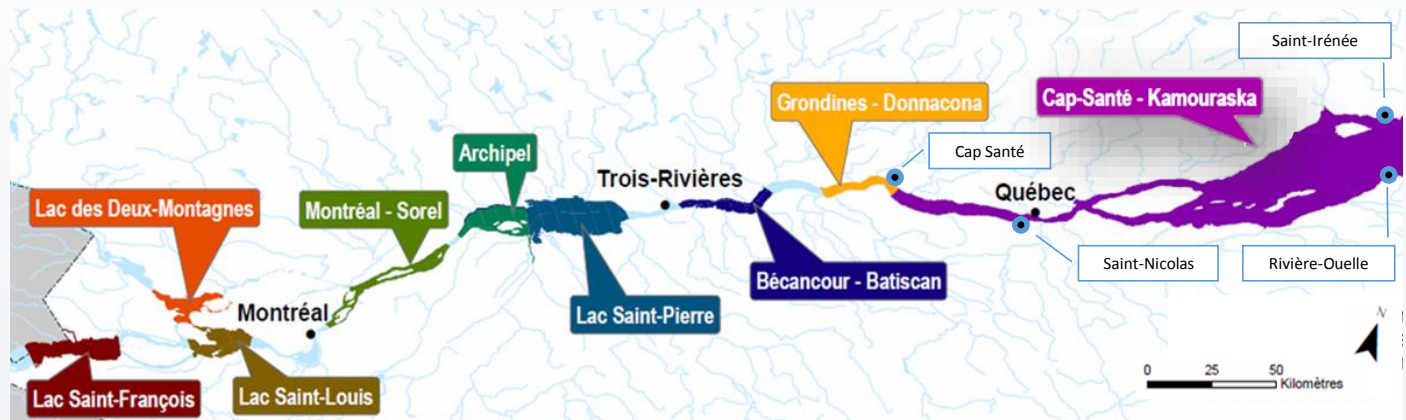 Saint-Irénée
Grondines - Donnacona
Cap-Santé - Kamouraska
Archipel
Cap Santé
Trois-Rivières
Québec
Lac des Deux-Montagnes
Montréal - Sorel
Saint-Nicolas
Rivière-Ouelle
Bécancour - Batiscan
Montréal
Lac Saint-Pierre
N
0 25 50
Kilomètres
Lac Saint-François
Lac Saint-Louis